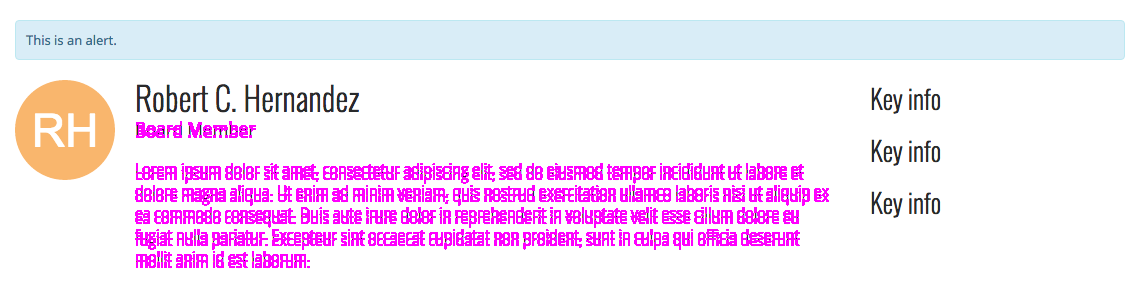 This is an alert.
RH
Robert C. Hernandez
Board Member
Lorem ipsum dolor sit amet, consectetur adipiscing elit, sed do eiusmod tempor incididunt ut labore et
dolore magna aliqua. Ut enim ad minim veniam, quis nostrud exercitation ullamco laboris nisi ut aliquip ex
ea commodo consequat. Duis aute irure dolor in reprehenderit in voluptate velit esse cillum dolore eu
fugiat nulla pariatur. Excepteur sint occaecat cupidatat non proident, sunt in culpa qui officia deserunt
mollit anim id est laborum.
Key info
Key info
Key info